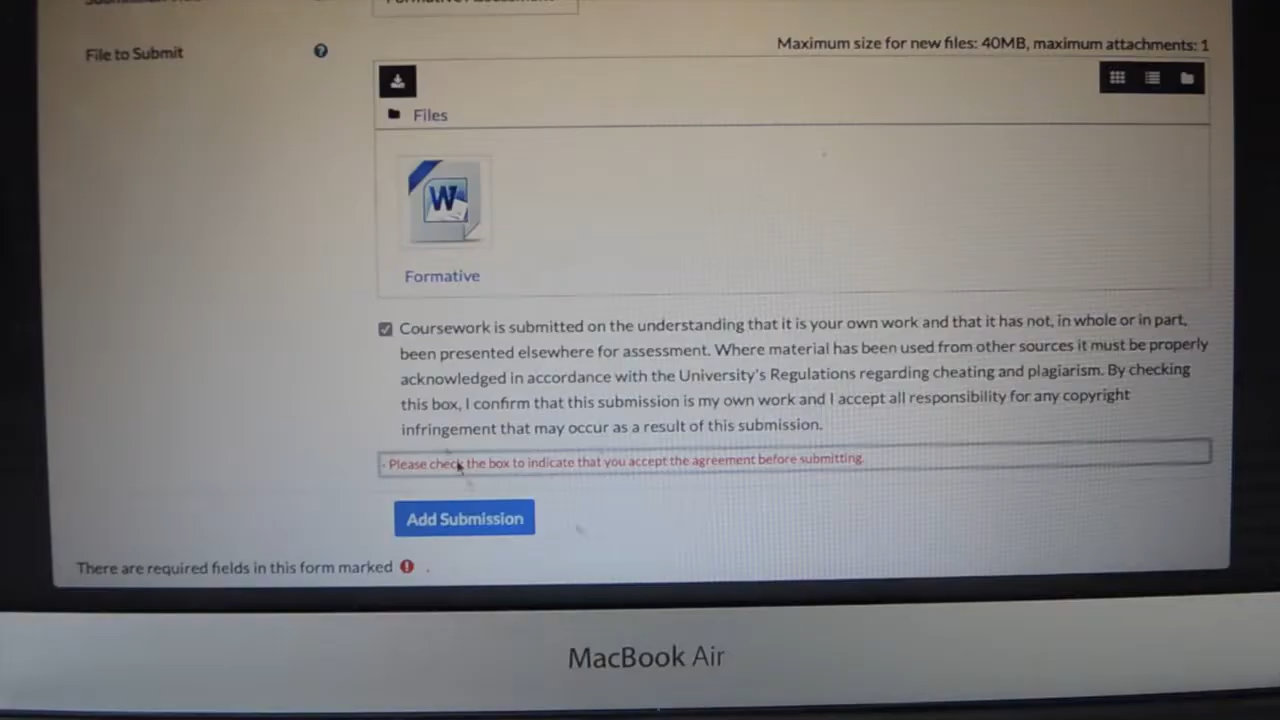 File to Submit
Maximum size for new files: 40MB, maximum attachments: 1
Files
W
Formative
Coursework is submitted on the understanding that it is your own work and that it has not, in whole or in part,
been presented elsewhere for assessment. Where material has been used from other sources it must be properly
acknowledged in accordance with the University's Regulations regarding cheating and plagiarism. By checking
this box, I confirm that this submission is my own work and I accept all responsibility for any copyright
infringement that may occur as a result of this submission.
- Please check the box to indicate that you accept the agreement before submitting.
Add Submission
There are required fields in this form marked .
MacBook Air